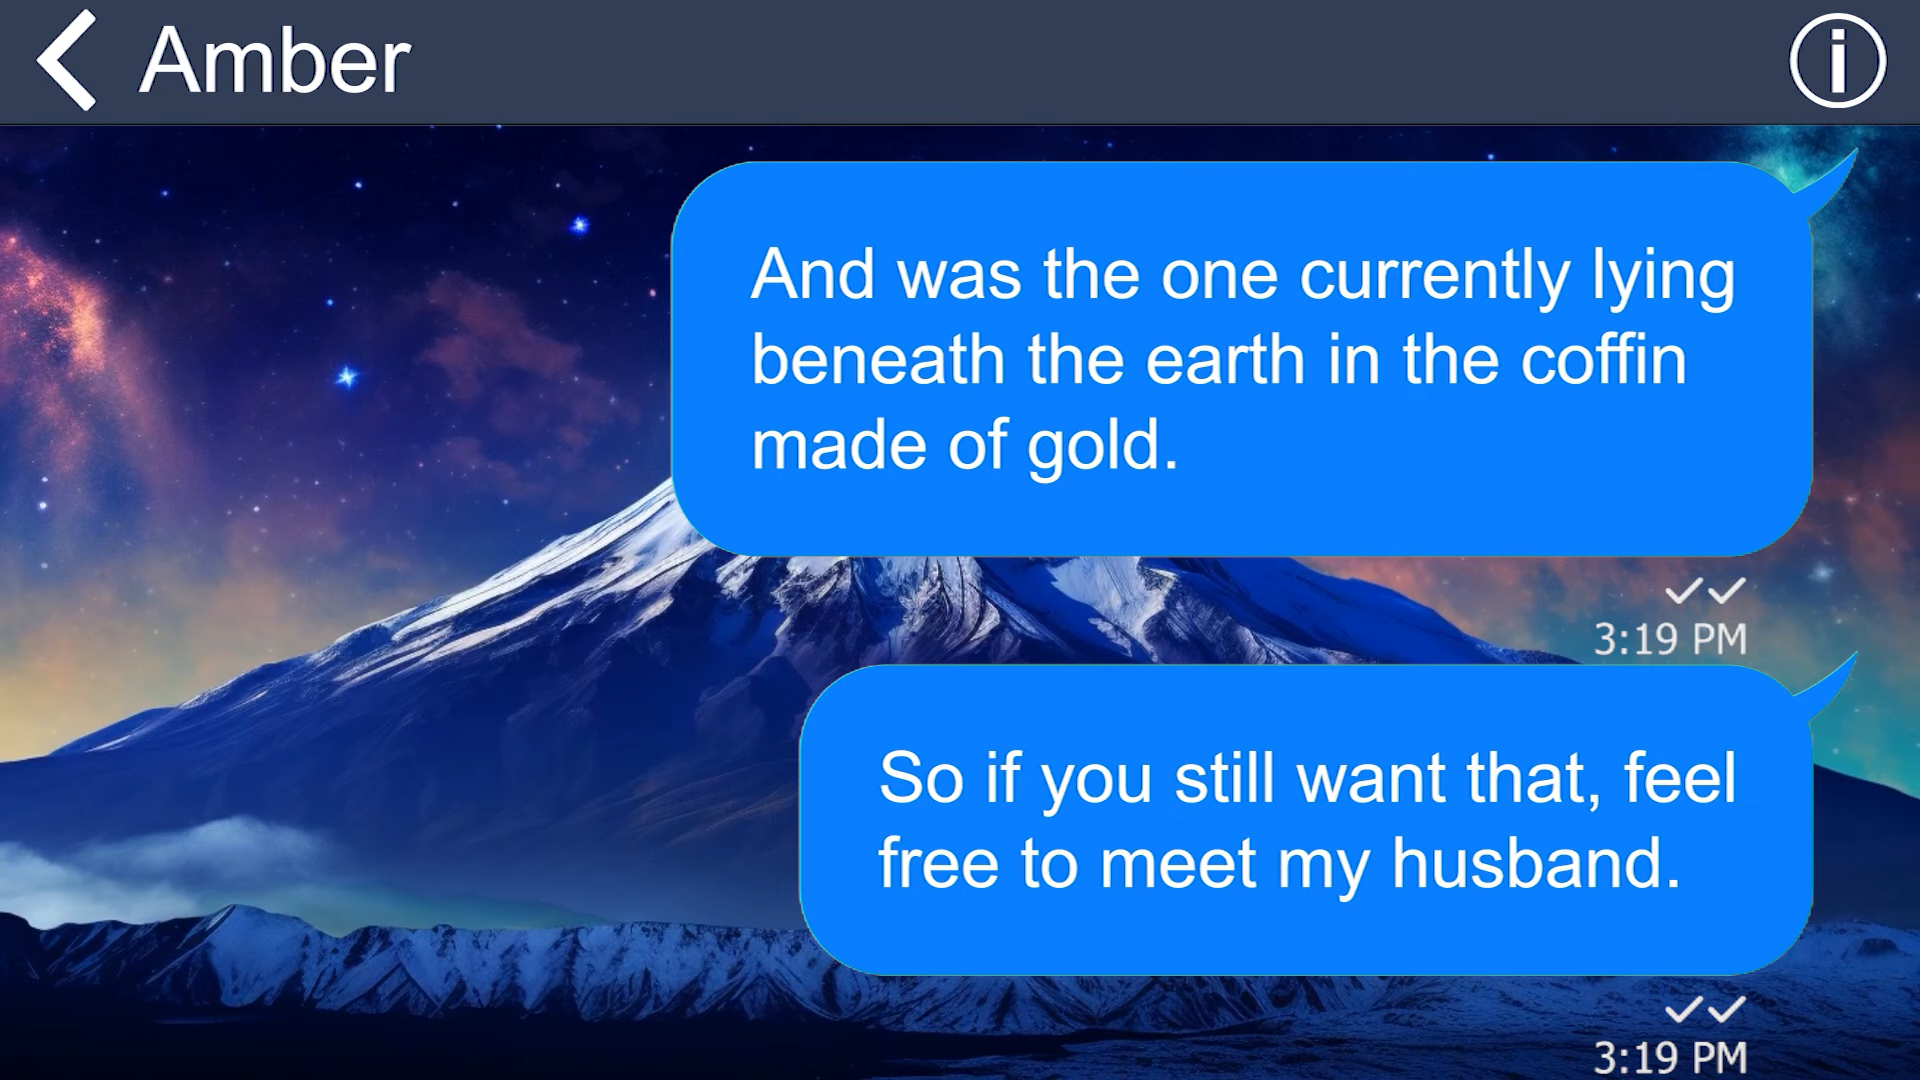 Amber
And was the one currently lying
beneath the earth in the coffin
made of gold.
3:19 PM
So if you still want that, feel
free to meet my husband.
3:19 PM